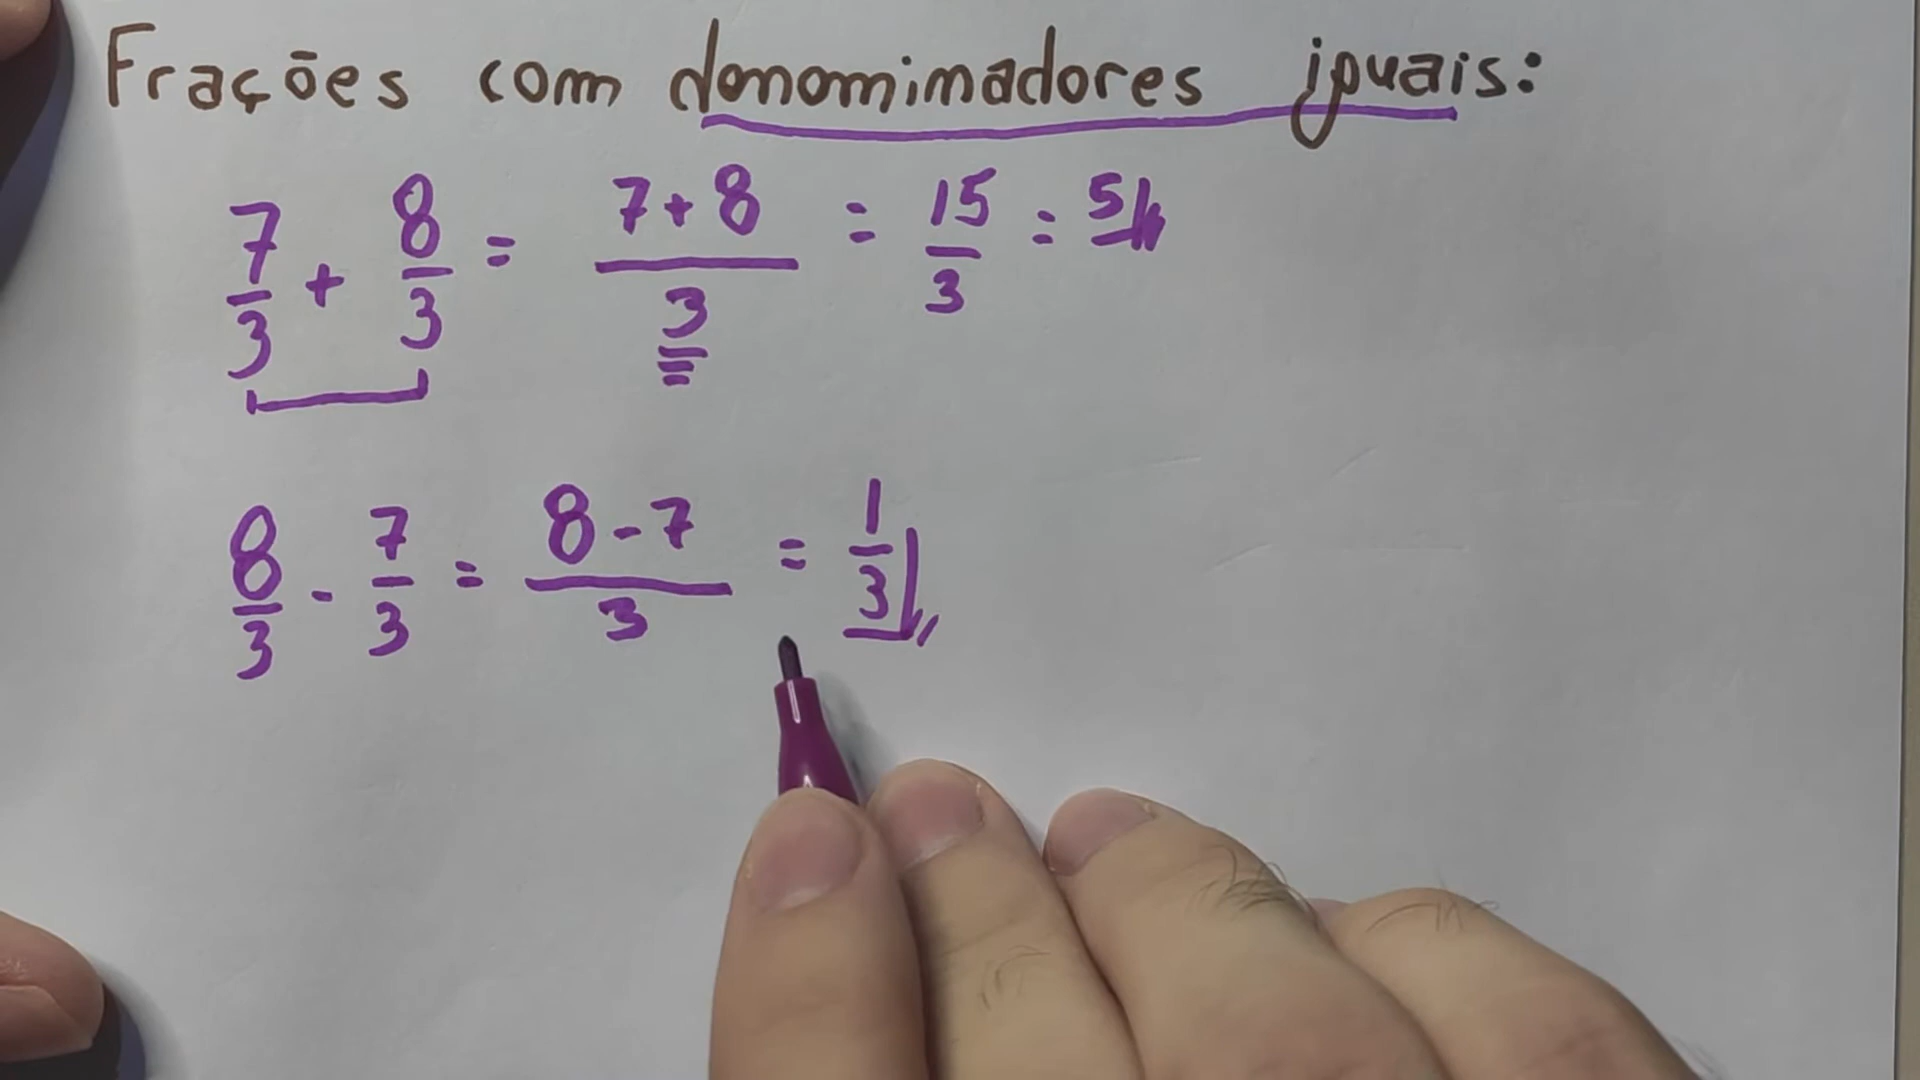 Frações com donominadores iguais:
7/3 + 8/3 = 7+8/3 = 15/3 = 5
8/3 - 7/3 = 8-7/3 = 1/3